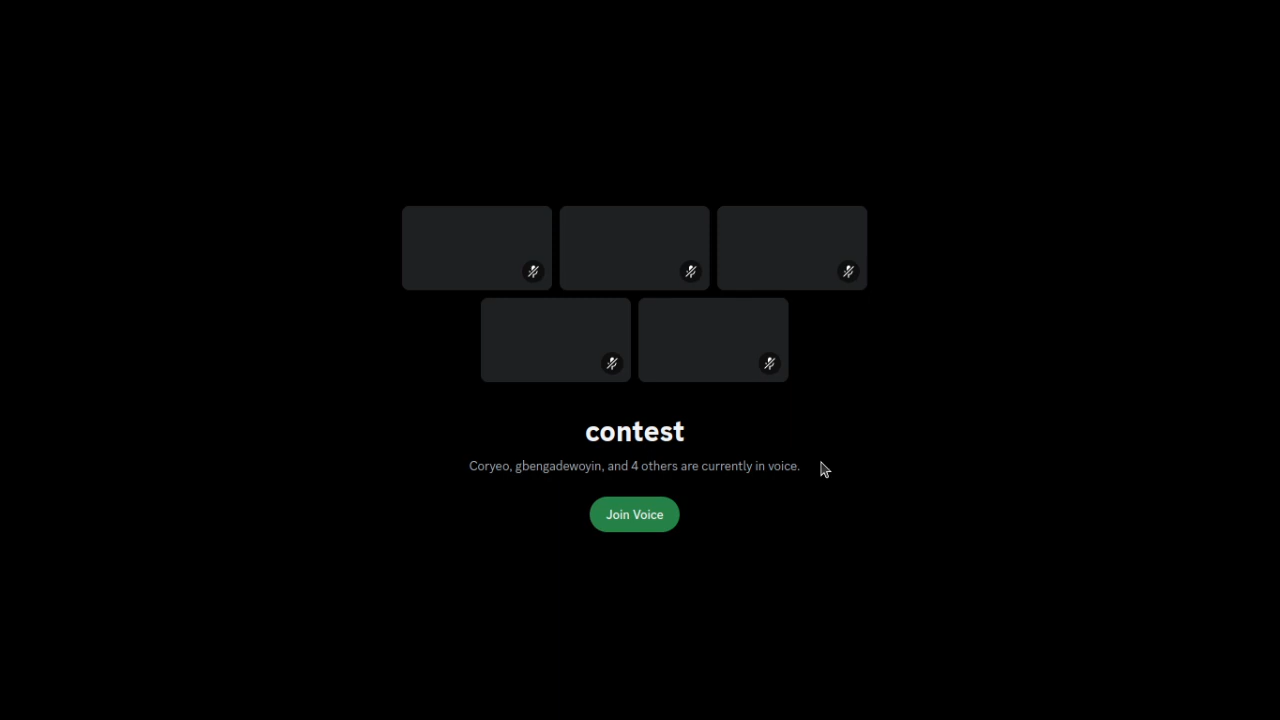 contest
Coryeo, gbengadewoyin, and 4 others are currently in voice.
Join Voice